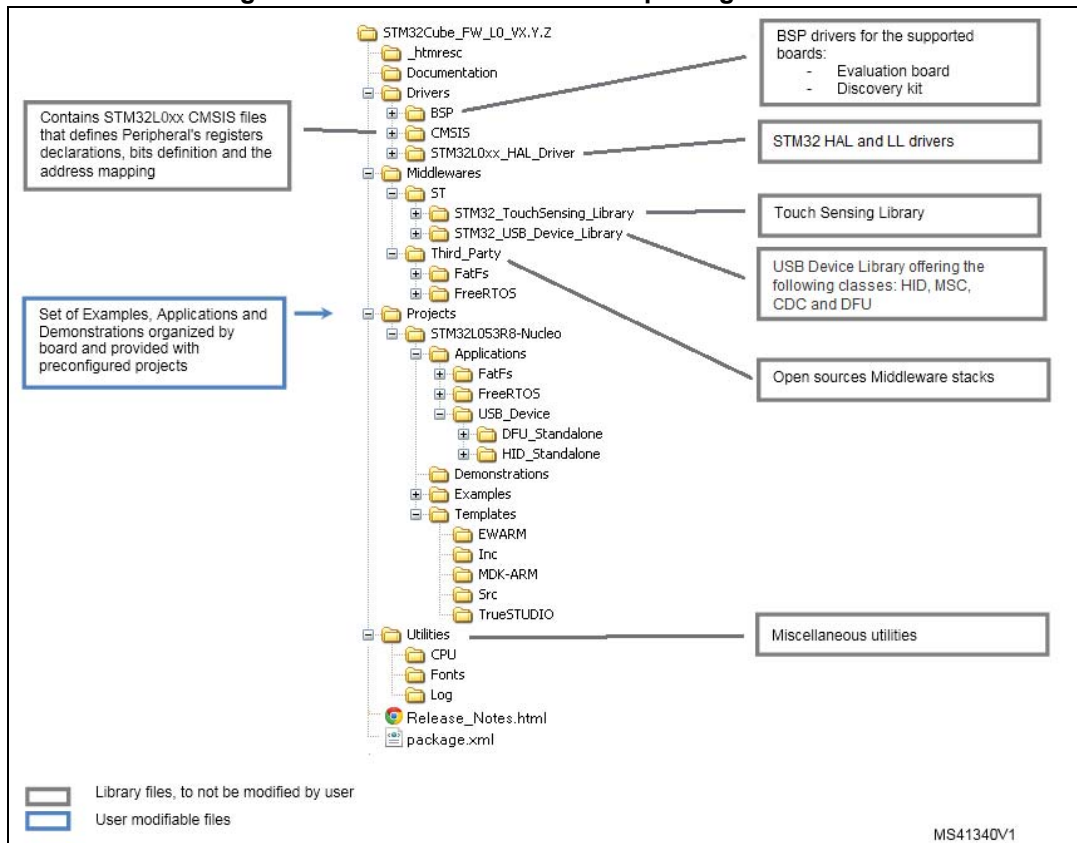 STM32Cube_FW_L0_VX.Y.Z
_htmresc
Documentation
Drivers
BSP
CMSIS
STM32L0xx_HAL_Driver
Middlewares
ST
STM32_TouchSensing_Library
STM32_USB_Device_Library
Third_Party
FatFs
FreeRTOS
Projects
STM32L053R8-Nucleo
Applications
FatFs
FreeRTOS
USB_Device
DFU_Standalone
HID_Standalone
Demonstrations
Examples
Templates
EWARM
Inc
MDK-ARM
Src
TrueSTUDIO
Utilities
CPU
Fonts
Log
Release_Notes.html
package.xml
Contains STM32L0xx CMSIS files
that defines Peripheral's registers
declarations, bits definition and the
address mapping
Set of Examples, Applications and
Demonstrations organized by
board and provided with
preconfigured projects
BSP drivers for the supported
boards:
- Evaluation board
- Discovery kit
STM32 HAL and LL drivers
Touch Sensing Library
USB Device Library offering the
following classes: HID, MSC,
CDC and DFU
Open sources Middleware stacks
Miscellaneous utilities
Library files, to not be modified by user
User modifiable files
MS41340V1